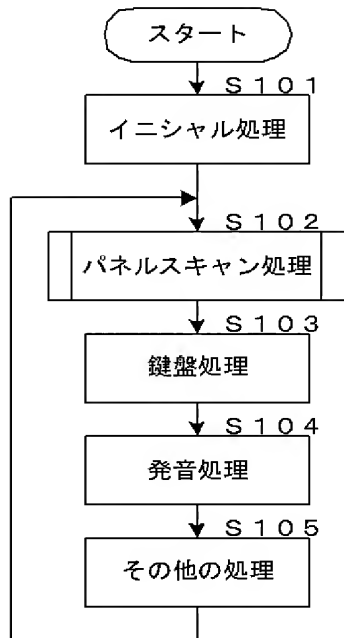 スタート
S101
イニシャル処理
S102
パネルスキャン処理
S103
鍵盤処理
S104
発音処理
S105
その他の処理